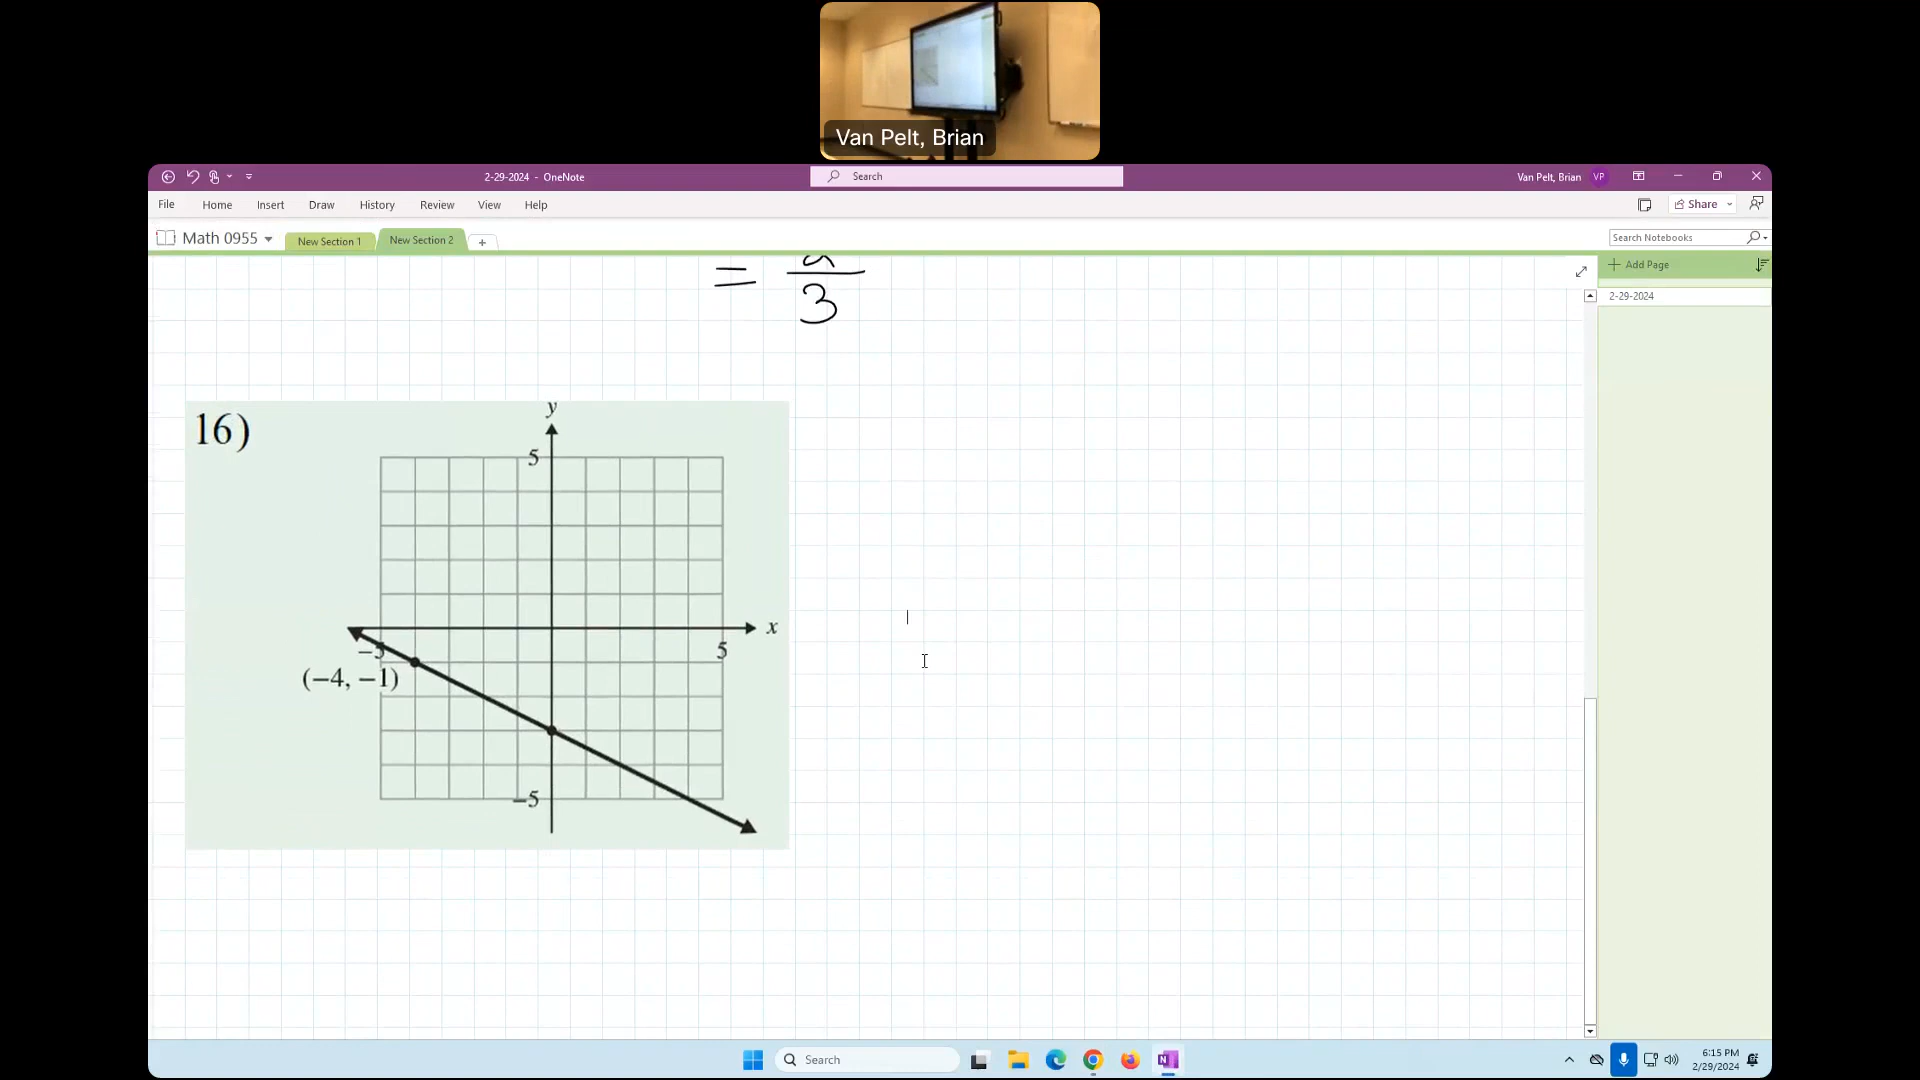 Van Pelt, Brian
2-29-2024 - OneNote
Search
Van Pelt, Brian VP
File Home Insert Draw History Review View Help
Share
Math 0955
New Section 1
New Section 2
+
Search Notebooks
Add Page
2-29-2024
=
3
16)
y
5
x
-5
5
(−4, −1)
−5
Search
6:15 PM
2/29/2024